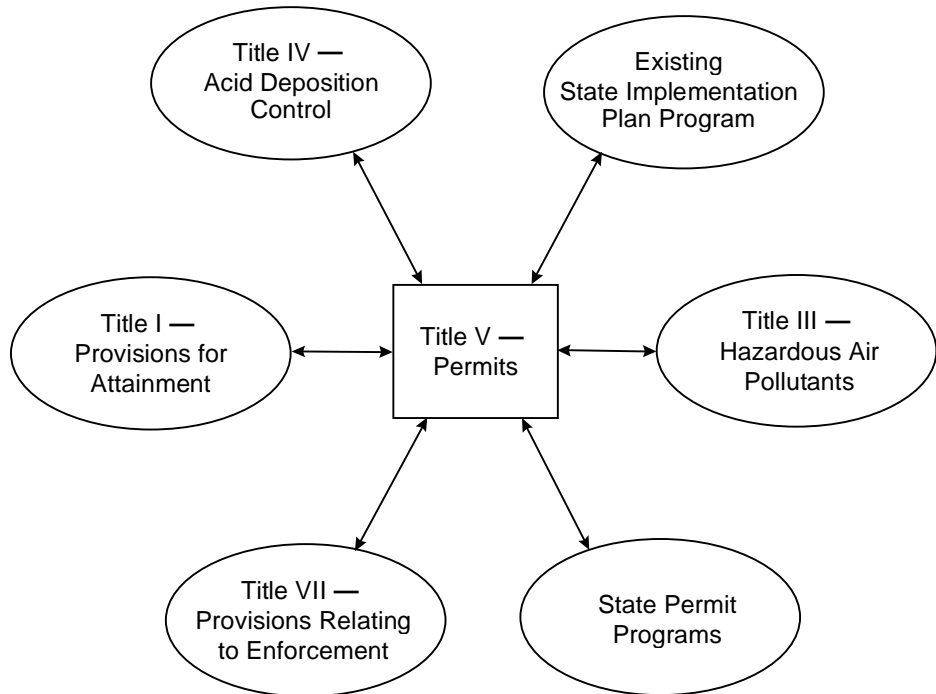 Title IV —
Acid Deposition
Control
Existing
State Implementation
Plan Program
Title I —
Provisions for
Attainment
Title V —
Permits
Title III —
Hazardous Air
Pollutants
Title VII —
Provisions Relating
to Enforcement
State Permit
Programs